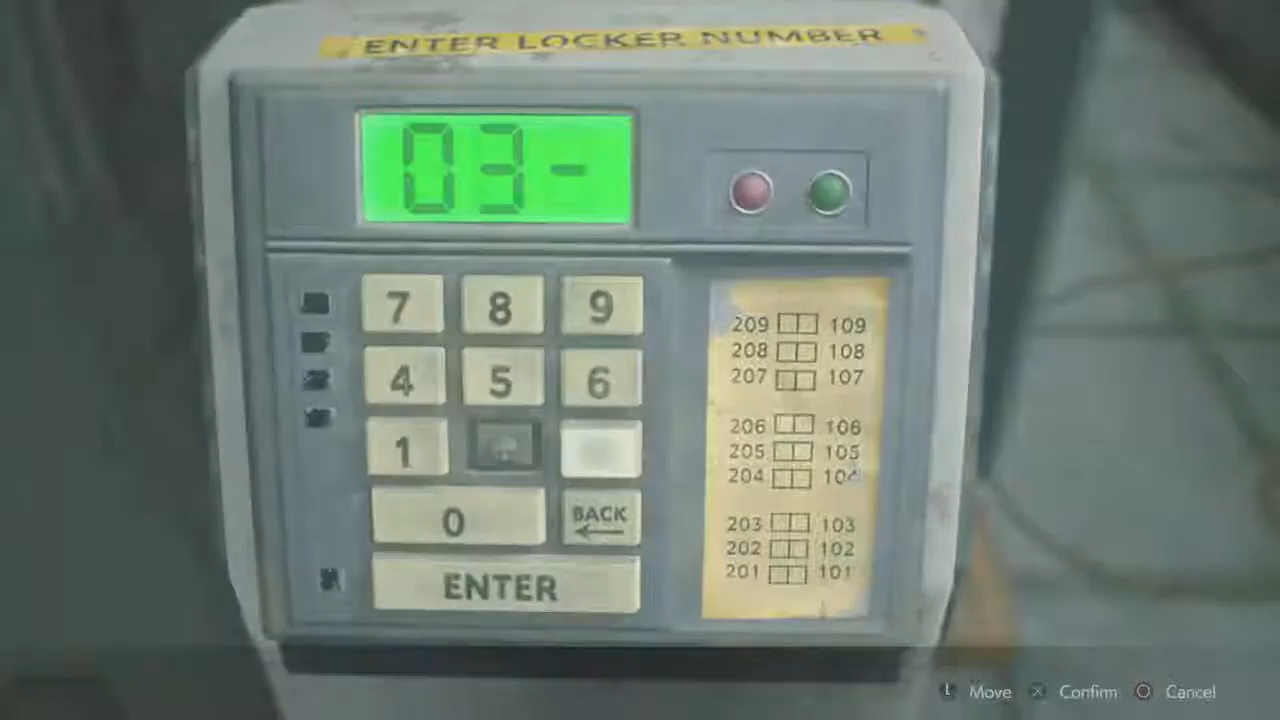 ENTER LOCKER NUMBER
03-
7 8 9
4 5 6
1
0 BACK
ENTER
209 109
208 108
207 107
206 106
205 105
204 104
203 103
202 102
201 101
L Move Confirm Cancel